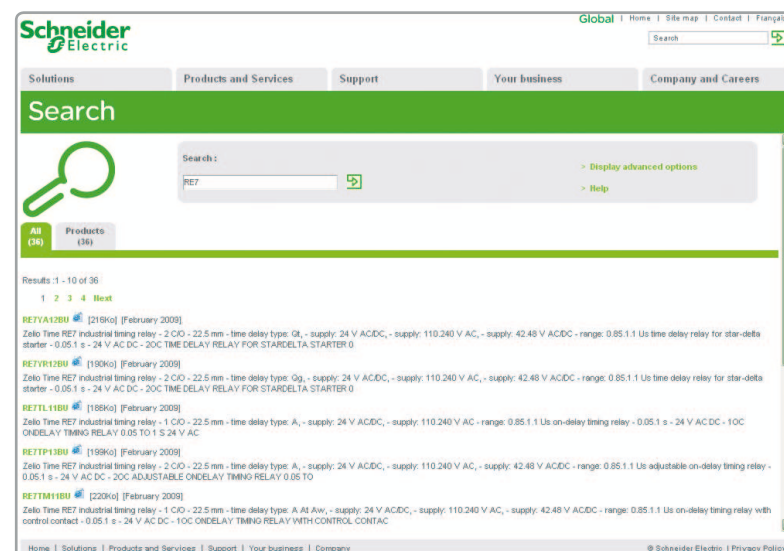 Schneider
Electric
Global | Home | Site map | Contact | Français
Search
Solutions Products and Services Support Your business Company and Careers
Search
Search :
RE7
> Display advanced options
> Help
All
(36)
Products
(36)
Results :1 - 10 of 36
1 2 3 4 Next
RE7YA12BU [216Ko] [February 2009]
Zelio Time RE7 industrial timing relay - 2 C/O - 22.5 mm - time delay type: Qt, - supply: 24 V AC/DC, - supply: 110.240 V AC, - supply: 42.48 V AC/DC - range: 0.85.1.1 Us time delay relay for star-delta
starter - 0.05.1 s - 24 V AC DC - 2OC TIME DELAY RELAY FOR STARDELTA STARTER 0
RE7YR12BU [190Ko] [February 2009]
Zelio Time RE7 industrial timing relay - 2 C/O - 22.5 mm - time delay type: Qg, - supply: 24 V AC/DC, - supply: 110.240 V AC, - supply: 42.48 V AC/DC - range: 0.85.1.1 Us time delay relay for star-delta
starter - 0.05.1 s - 24 V AC DC - 2OC TIME DELAY RELAY FOR STARDELTA STARTER 0
RE7TL11BU [186Ko] [February 2009]
Zelio Time RE7 industrial timing relay - 1 C/O - 22.5 mm - time delay type: A, - supply: 24 V AC/DC, - supply: 110.240 V AC - range: 0.85.1.1 Us on-delay timing relay - 0.05.1 s - 24 V AC DC - 1OC
ONDELAY TIMING RELAY 0.05 TO 1 S 24 V AC
RE7TP13BU [199Ko] [February 2009]
Zelio Time RE7 industrial timing relay - 2 C/O - 22.5 mm - time delay type: A, - supply: 24 V AC/DC, - supply: 110.240 V AC, - supply: 42.48 V AC/DC - range: 0.85.1.1 Us adjustable on-delay timing relay -
0.05.1 s - 24 V AC DC - 2OC ADJUSTABLE ONDELAY TIMING RELAY 0.05 TO
RE7TM11BU [220Ko] [February 2009]
Zelio Time RE7 industrial timing relay - 1 C/O - 22.5 mm - time delay type: A At Aw, - supply: 24 V AC/DC, - supply: 110.240 V AC, - supply: 42.48 V AC/DC - range: 0.85.1.1 Us on-delay timing relay with
control contact - 0.05.1 s - 24 V AC DC - 1OC ONDELAY TIMING RELAY WITH CONTROL CONTAC
Home | Solutions | Products and Services | Support | Your business | Company © Schneider Electric | Privacy Policy